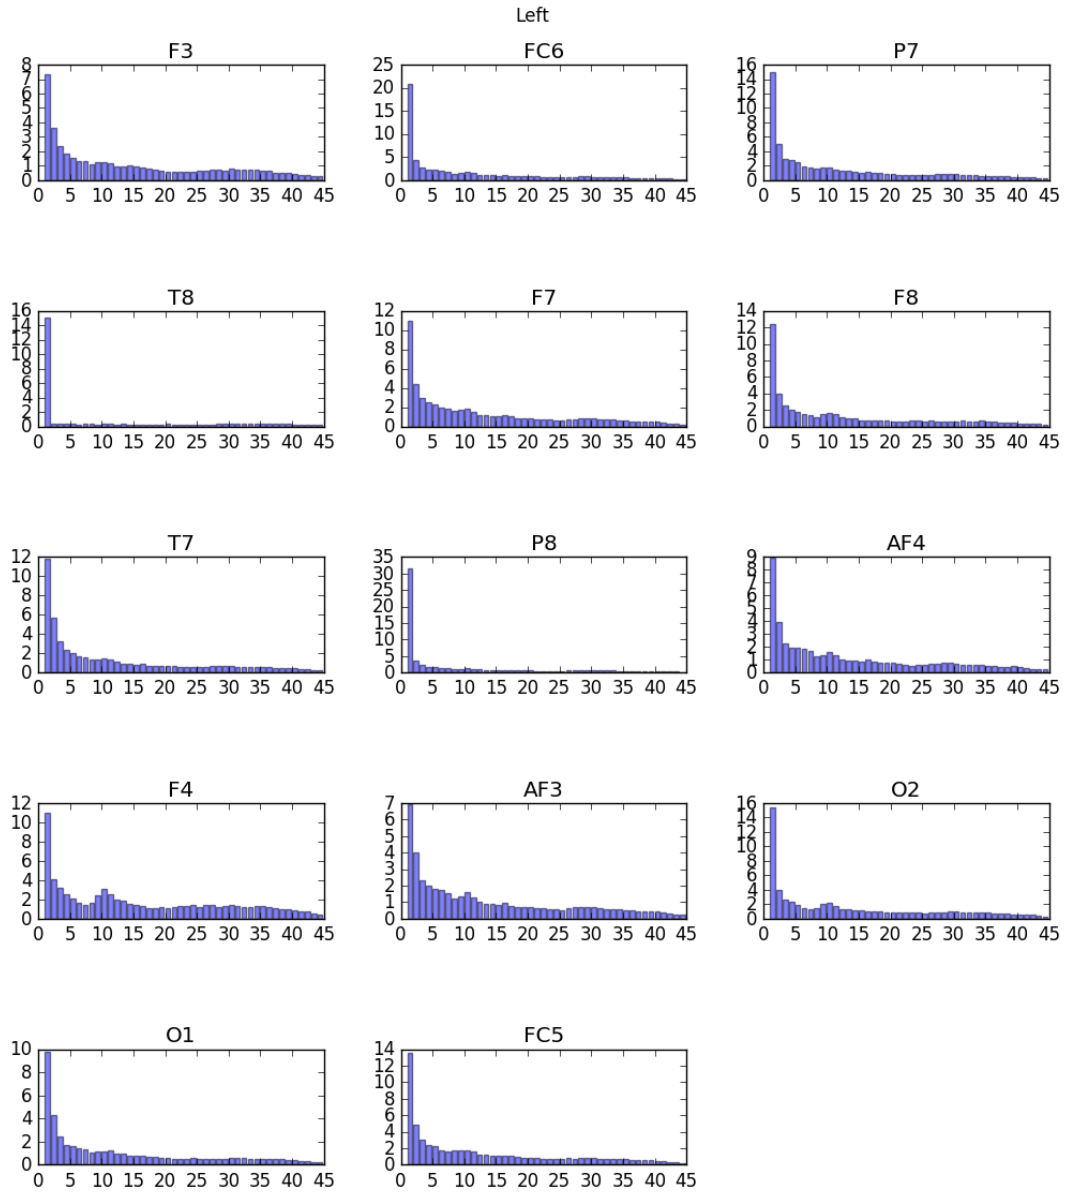 Left
F3 FC6 P7
8 7 6 5 4 3 2 1 0
25 20 15 10 5 0
16 14 12 10 8 6 4 2 0
0 5 10 15 20 25 30 35 40 45
0 5 10 15 20 25 30 35 40 45
0 5 10 15 20 25 30 35 40 45
T8 F7 F8
16 14 12 10 8 6 4 2 0
12 10 8 6 4 2 0
14 12 10 8 6 4 2 0
0 5 10 15 20 25 30 35 40 45
0 5 10 15 20 25 30 35 40 45
0 5 10 15 20 25 30 35 40 45
T7 P8 AF4
12 10 8 6 4 2 0
35 30 25 20 15 10 5 0
9 8 7 6 5 4 3 2 1 0
0 5 10 15 20 25 30 35 40 45
0 5 10 15 20 25 30 35 40 45
0 5 10 15 20 25 30 35 40 45
F4 AF3 O2
12 10 8 6 4 2 0
7 6 5 4 3 2 1 0
16 14 12 10 8 6 4 2 0
0 5 10 15 20 25 30 35 40 45
0 5 10 15 20 25 30 35 40 45
0 5 10 15 20 25 30 35 40 45
O1 FC5
10 8 6 4 2 0
14 12 10 8 6 4 2 0
0 5 10 15 20 25 30 35 40 45
0 5 10 15 20 25 30 35 40 45